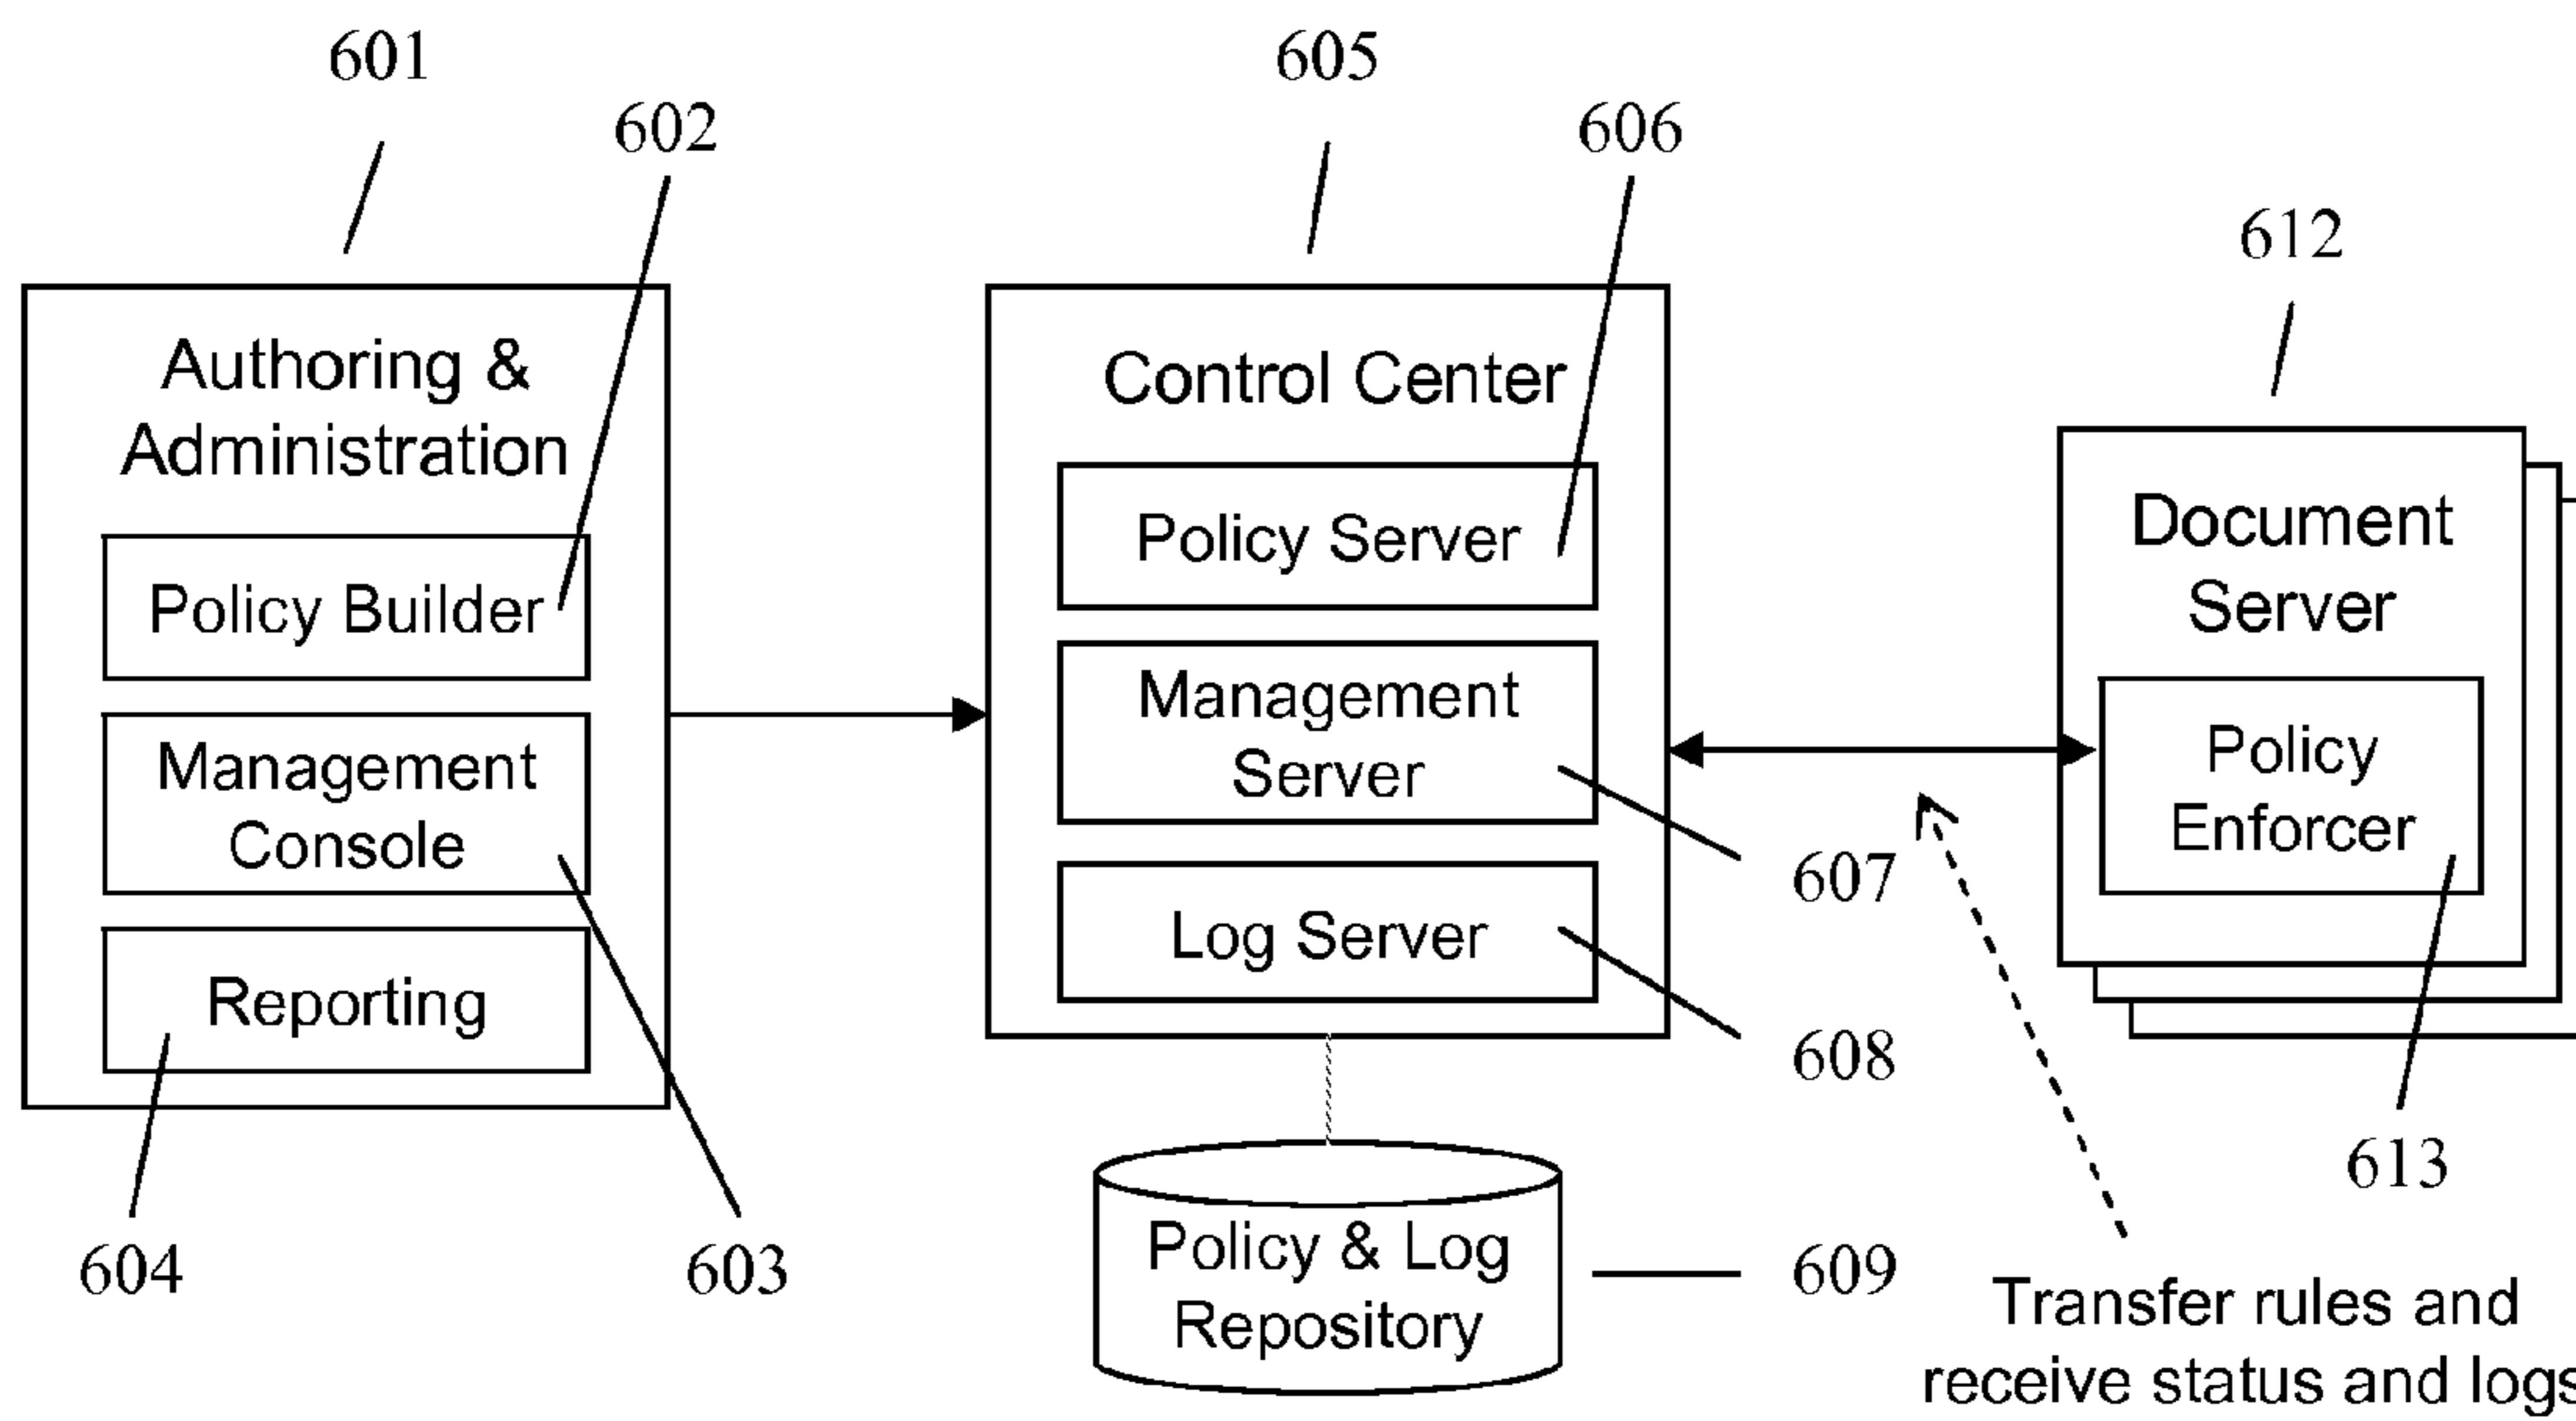 601
602
605
606
612
Authoring &
Administration
Policy Builder
Management
Console
Reporting
604
603
Control Center
Policy Server
Management
Server
Log Server
607
608
Policy & Log
Repository
609
Document
Server
Policy
Enforcer
613
Transfer rules and
receive status and logs